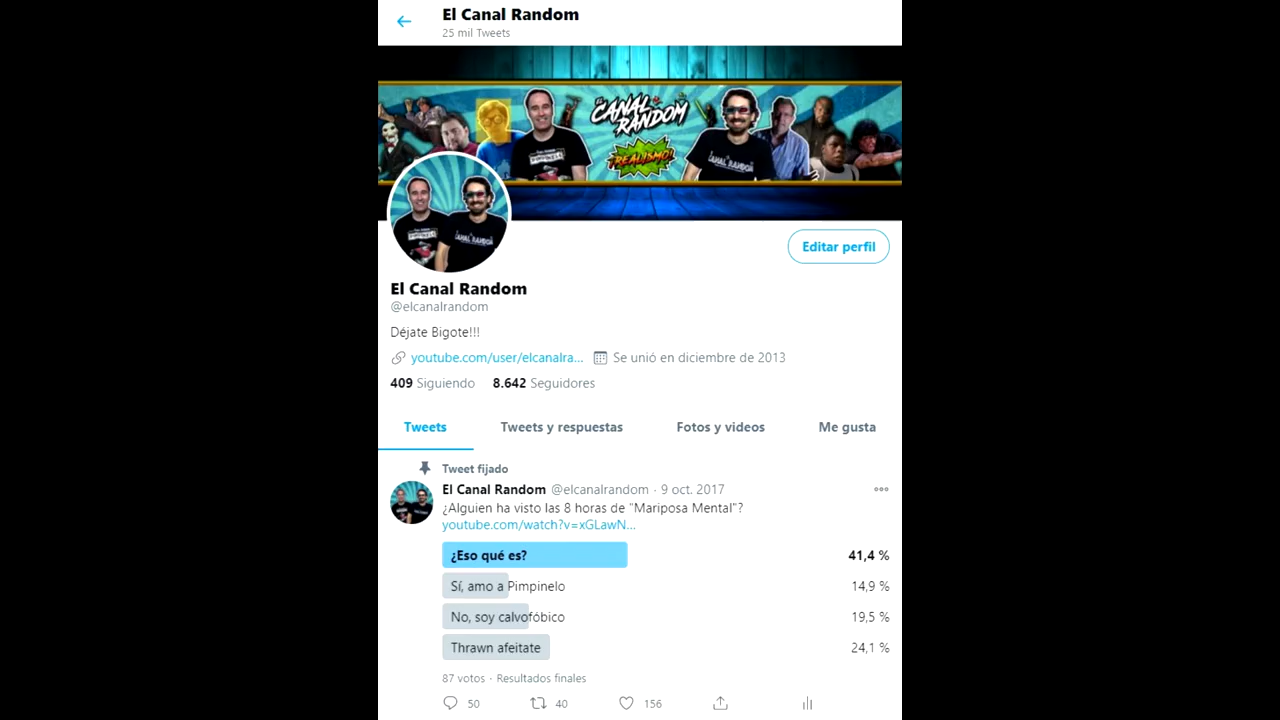 El Canal Random
25 mil Tweets
EL
CANAL
RANDOM
¡REALISMO!
CANAL RANDOM
El Canal Random
@elcanalrandom
Editar perfil
Déjate Bigote!!!
youtube.com/user/elcanalra... Se unió en diciembre de 2013
409 Siguiendo 8.642 Seguidores
Tweets Tweets y respuestas Fotos y videos Me gusta
Tweet fijado
El Canal Random @elcanalrandom · 9 oct. 2017
¿Alguien ha visto las 8 horas de "Mariposa Mental"?
youtube.com/watch?v=xGLawN...
¿Eso qué es? 41,4 %
Sí, amo a Pimpinelo 14,9 %
No, soy calvofóbico 19,5 %
Thrawn afeitate 24,1 %
87 votos · Resultados finales
50 40 156